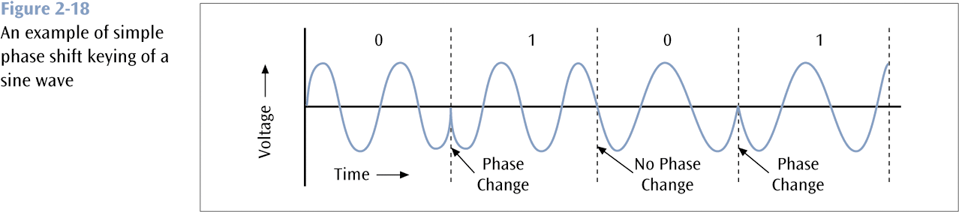 Figure 2-18
An example of simple
phase shift keying of a
sine wave
0 1 0 1
Voltage
Time
Phase
Change
No Phase
Change
Phase
Change